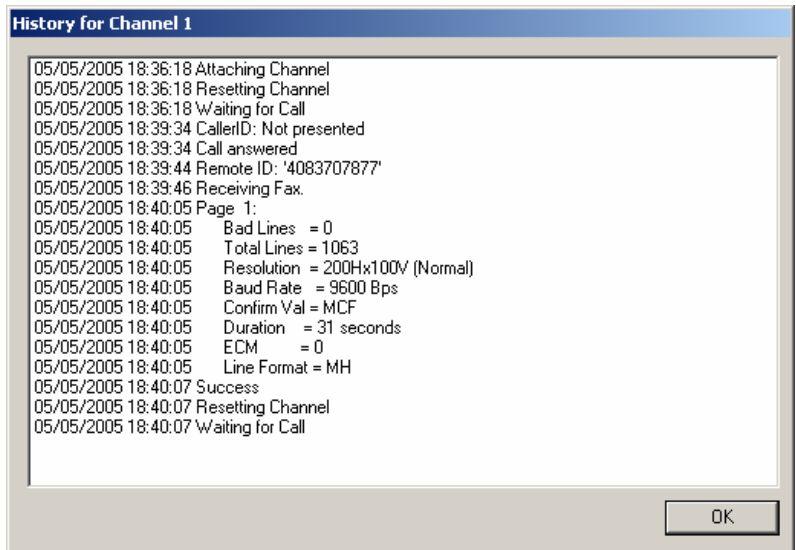 History for Channel 1
05/05/2005 18:36:18 Attaching Channel
05/05/2005 18:36:18 Resetting Channel
05/05/2005 18:36:18 Waiting for Call
05/05/2005 18:39:34 CallerID: Not presented
05/05/2005 18:39:34 Call answered
05/05/2005 18:39:44 Remote ID: '4083707877'
05/05/2005 18:39:46 Receiving Fax.
05/05/2005 18:40:05 Page 1:
05/05/2005 18:40:05 Bad Lines = 0
05/05/2005 18:40:05 Total Lines = 1063
05/05/2005 18:40:05 Resolution = 200Hx100V (Normal)
05/05/2005 18:40:05 Baud Rate = 9600 Bps
05/05/2005 18:40:05 Confirm Val = MCF
05/05/2005 18:40:05 Duration = 31 seconds
05/05/2005 18:40:05 ECM = 0
05/05/2005 18:40:05 Line Format = MH
05/05/2005 18:40:07 Success
05/05/2005 18:40:07 Resetting Channel
05/05/2005 18:40:07 Waiting for Call
OK